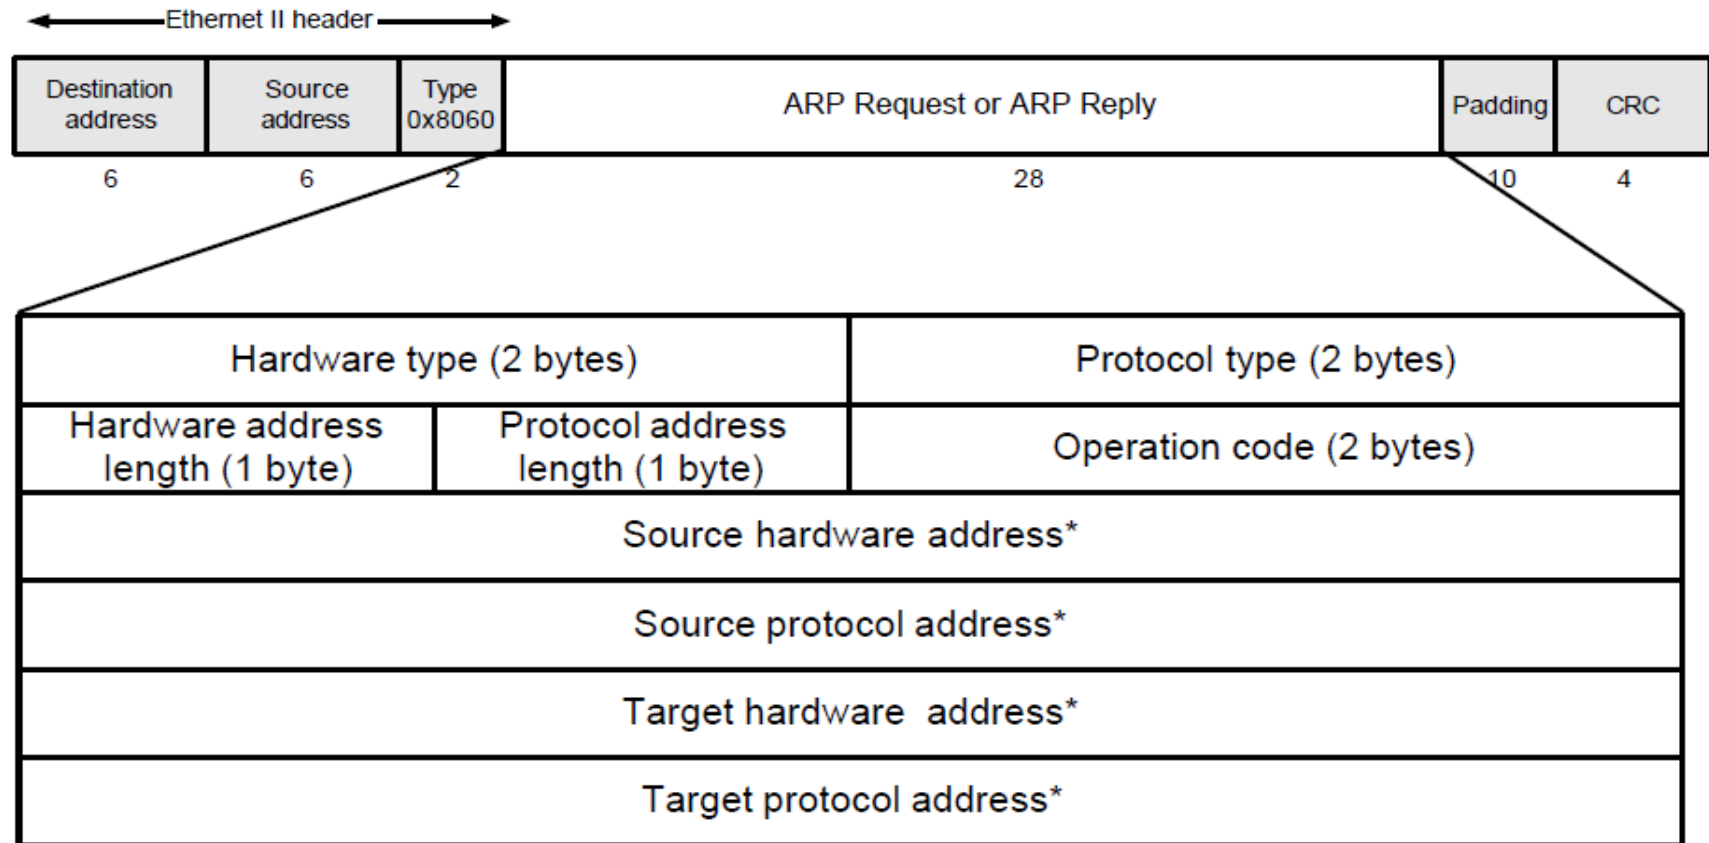 Ethernet II header
Destination
address
Source
address
Type
0x8060
ARP Request or ARP Reply
Padding
CRC
6
6
2
28
10
4
Hardware type (2 bytes)
Protocol type (2 bytes)
Hardware address
length (1 byte)
Protocol address
length (1 byte)
Operation code (2 bytes)
Source hardware address*
Source protocol address*
Target hardware address*
Target protocol address*